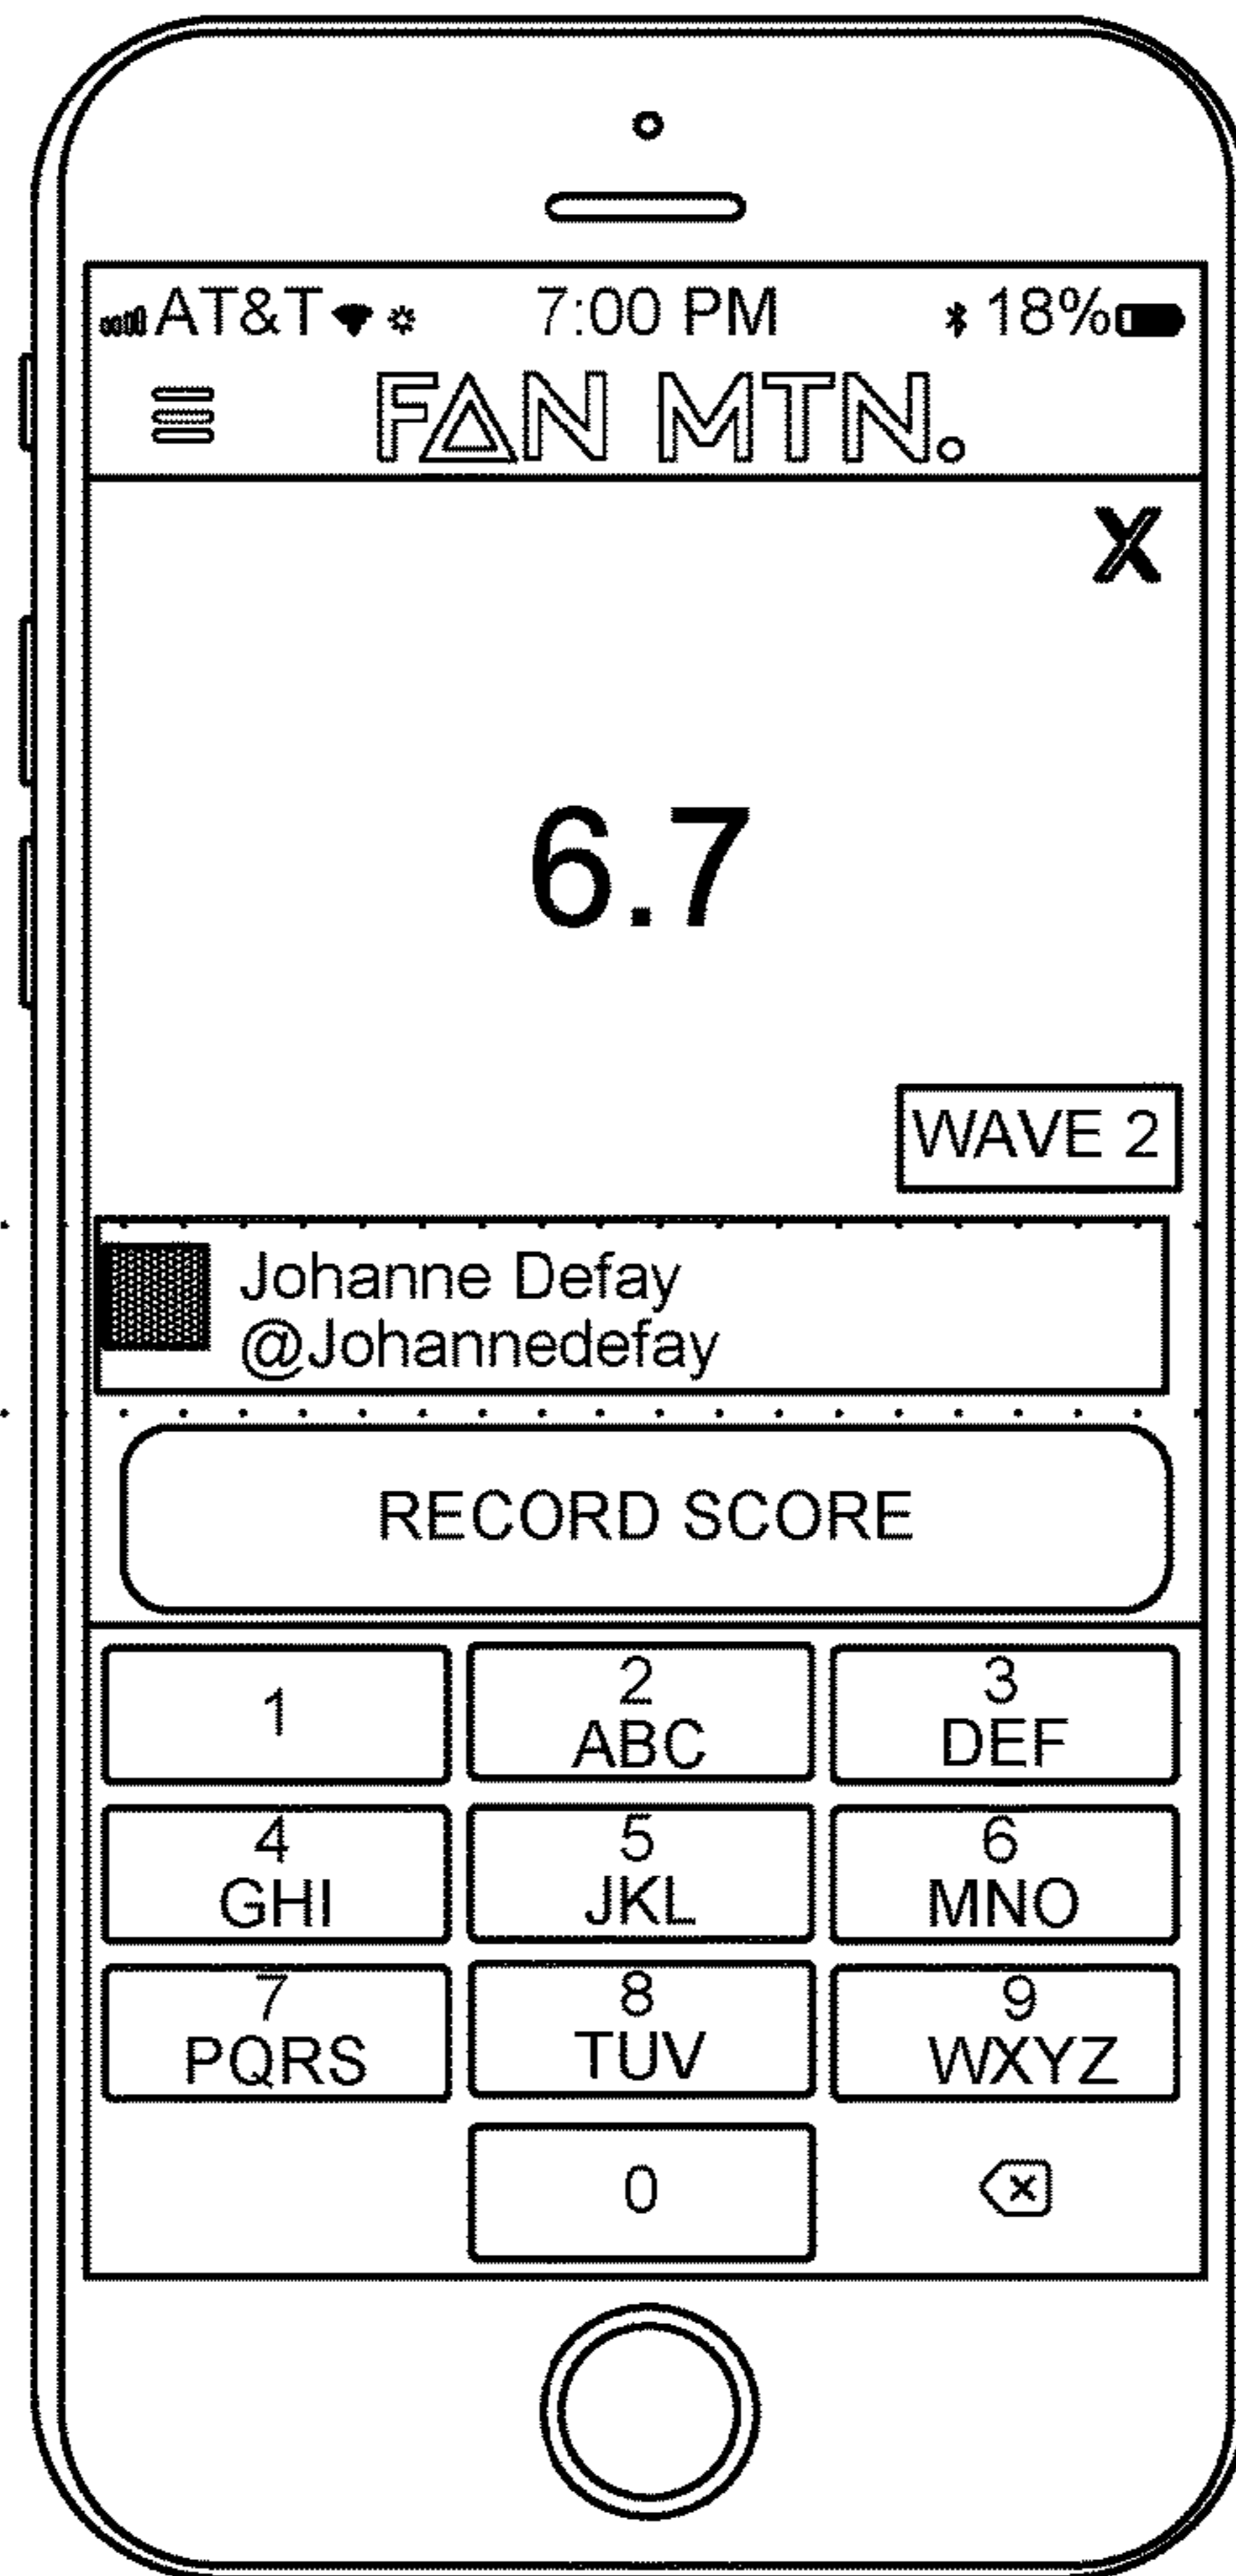 AT&T 7:00 PM 18%
FAN MTN.
X
6.7
WAVE 2
Johanne Defay
@Johannedefay
RECORD SCORE
1
2
ABC
3
DEF
4
GHI
5
JKL
6
MNO
7
PQRS
8
TUV
9
WXYZ
0